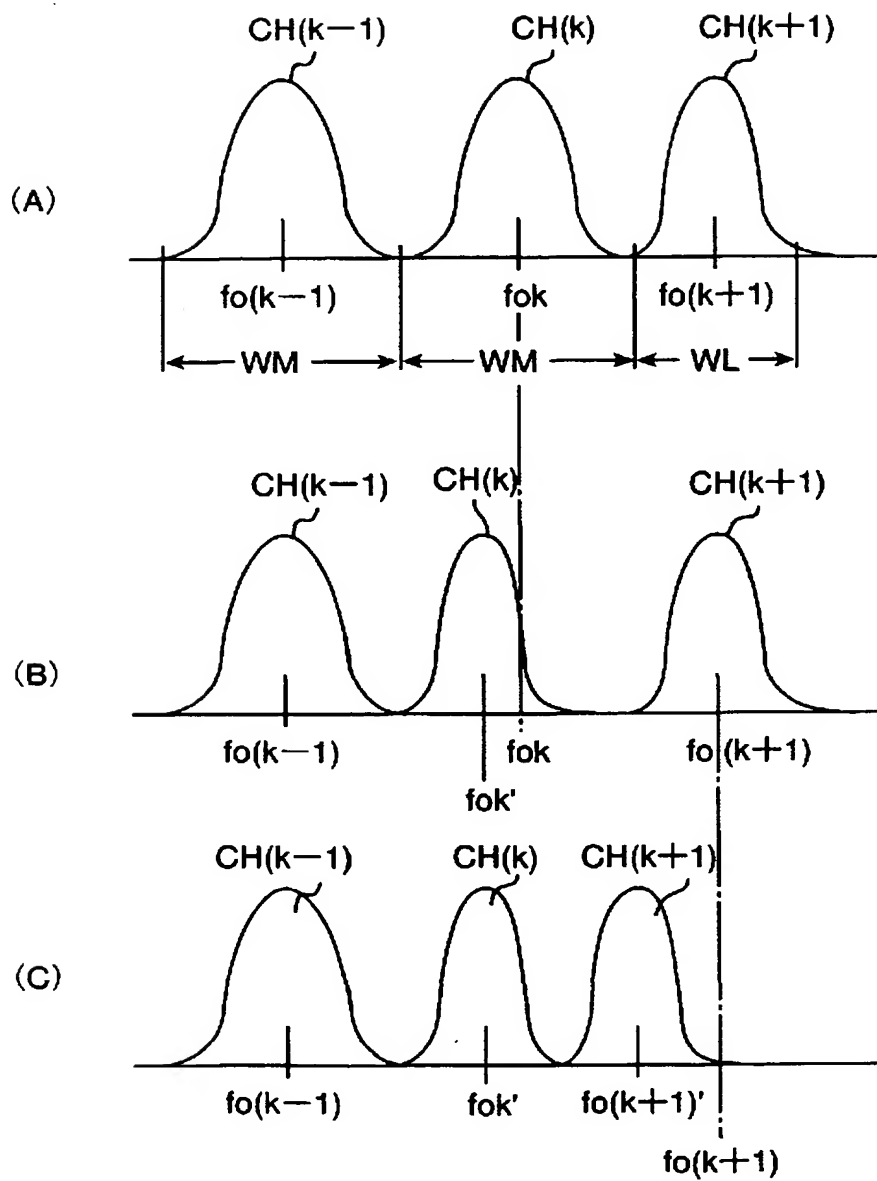 CH(k−1) CH(k) CH(k+1)
(A)
fo(k−1) fok fo(k+1)
WM WM WL
CH(k−1) CH(k) CH(k+1)
(B)
fo(k−1) fok fo(k+1)
fok'
CH(k−1) CH(k) CH(k+1)
(C)
fo(k−1) fok' fo(k+1)'
fo(k+1)